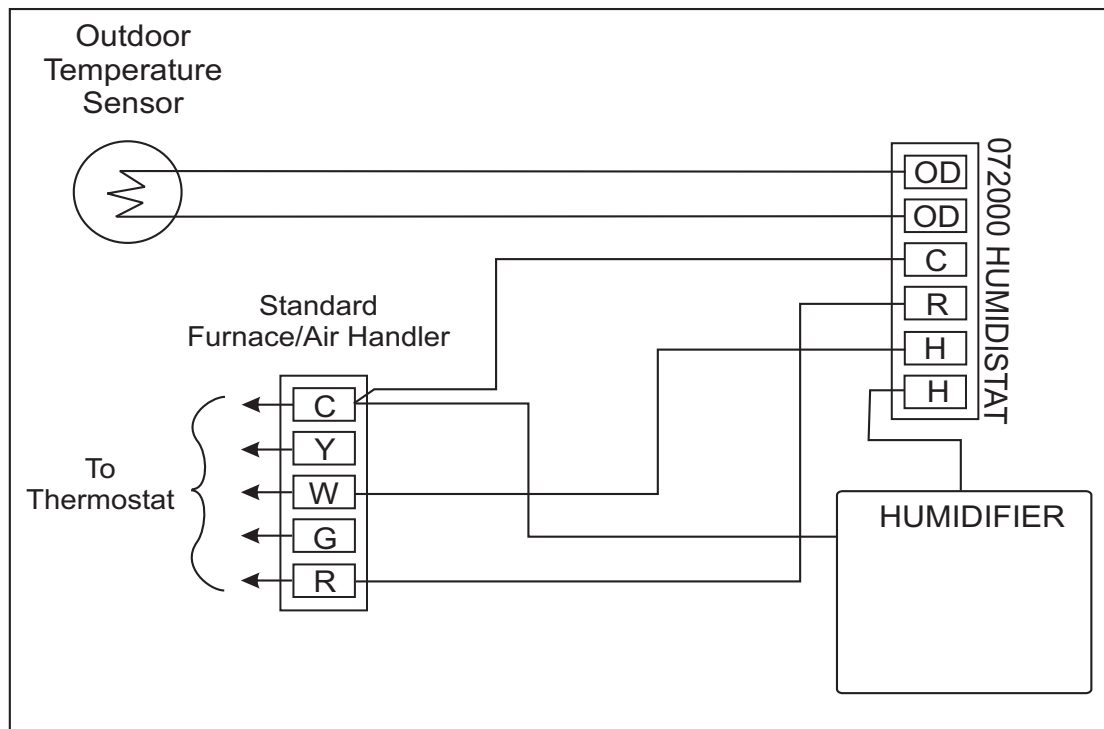 Outdoor
Temperature
Sensor
OD
OD
C
R
H
H
072000 HUMIDISTAT
Standard
Furnace/Air Handler
C
Y
W
G
R
To
Thermostat
HUMIDIFIER